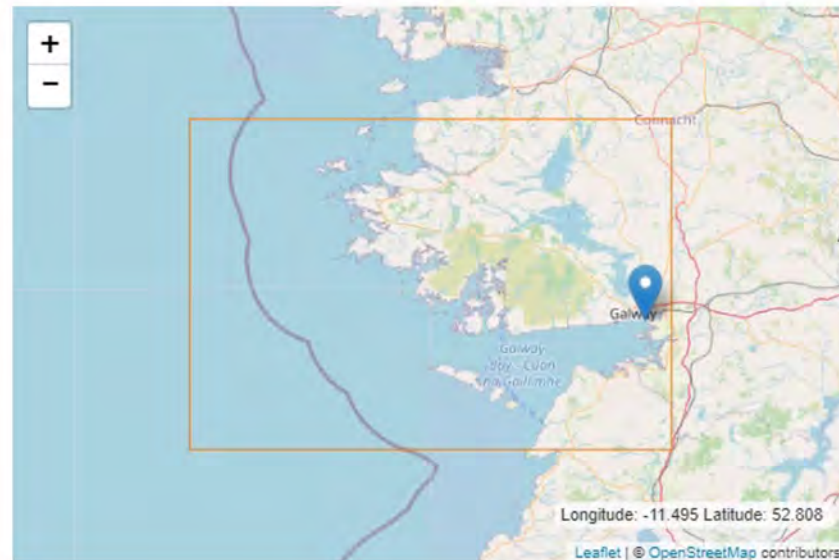 +
−
Connacht
Galway
Galway
Bay - Cuan
na Gaillimhe
Longitude: -11.495 Latitude: 52.808
Leaflet | © OpenStreetMap contributors